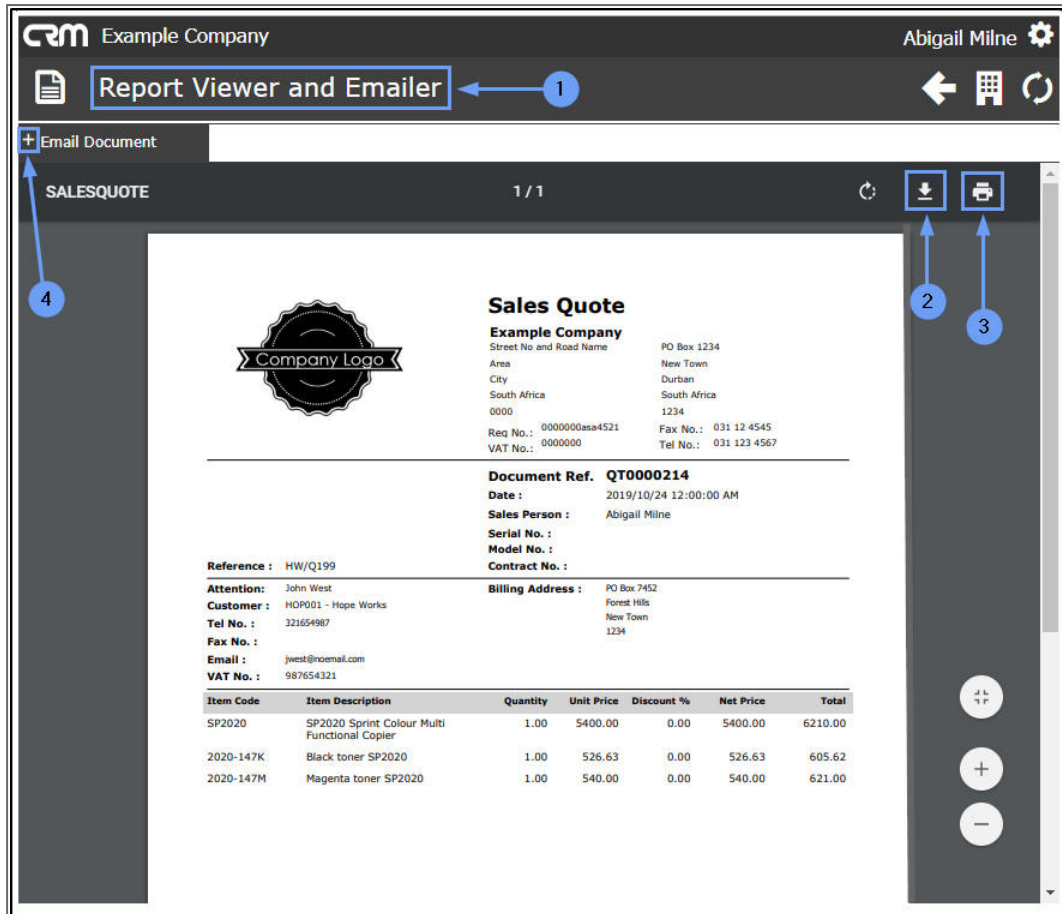 CRM Example Company Abigail Milne
Report Viewer and Emailer 1
+ Email Document
SALESQUOTE 1 / 1
4 2 3
Company Logo
Sales Quote
Example Company
Street No and Road Name PO Box 1234
Area New Town
City Durban
South Africa South Africa
0000 1234
Reg No.: 0000000asa4521 Fax No.: 031 12 4545
VAT No.: 0000000 Tel No.: 031 123 4567
Document Ref. QT0000214
Date : 2019/10/24 12:00:00 AM
Sales Person : Abigail Milne
Serial No. :
Model No. :
Reference : HW/Q199 Contract No. :
Attention: John West Billing Address : PO Box 7452
Customer : HOP001 - Hope Works Forest Hills
Tel No. : 321654987 New Town
1234
Fax No. :
Email : jwest@noemail.com
VAT No. : 987654321
Item Code Item Description Quantity Unit Price Discount % Net Price Total
SP2020 SP2020 Sprint Colour Multi 1.00 5400.00 0.00 5400.00 6210.00
Functional Copier
2020-147K Black toner SP2020 1.00 526.63 0.00 526.63 605.62
2020-147M Magenta toner SP2020 1.00 540.00 0.00 540.00 621.00